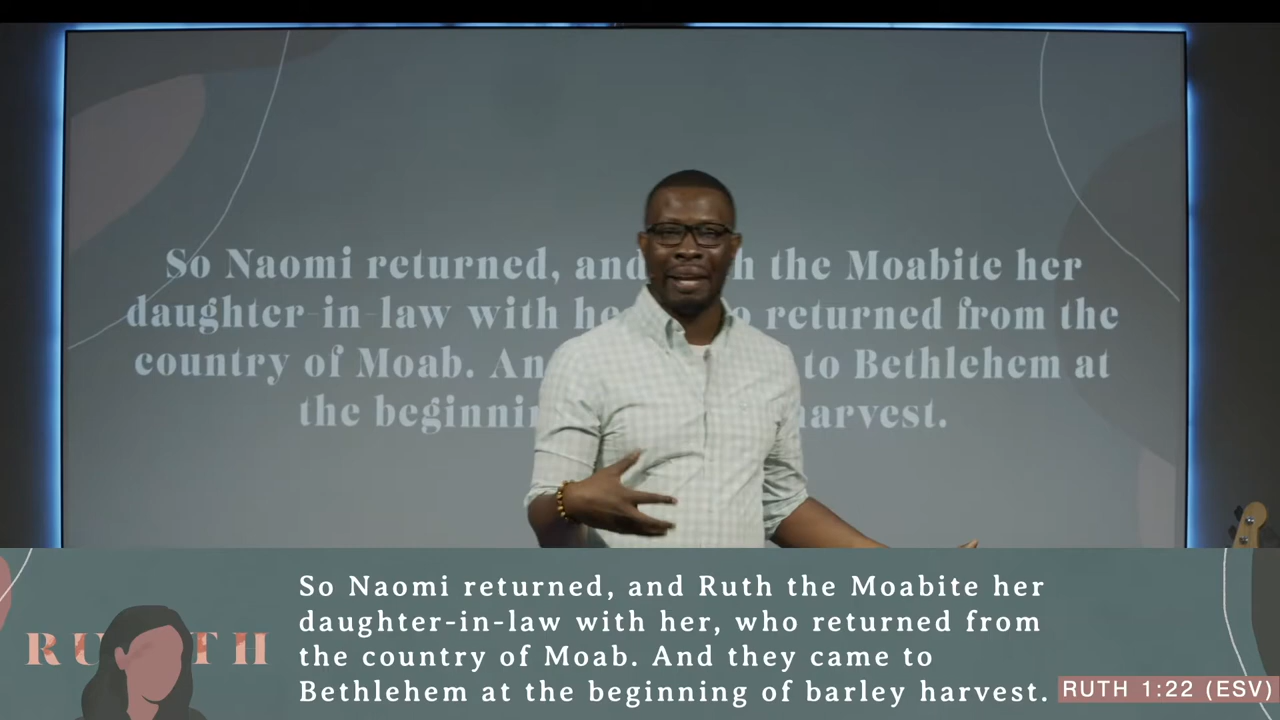 So Naomi returned, and the Moabite her
daughter-in-law with returned from the
country of Moab. to Bethlehem at
the harvest.
RUTH
So Naomi returned, and Ruth the Moabite her
daughter-in-law with her, who returned from
the country of Moab. And they came to
Bethlehem at the beginning of barley harvest.
RUTH 1:22 (ESV)